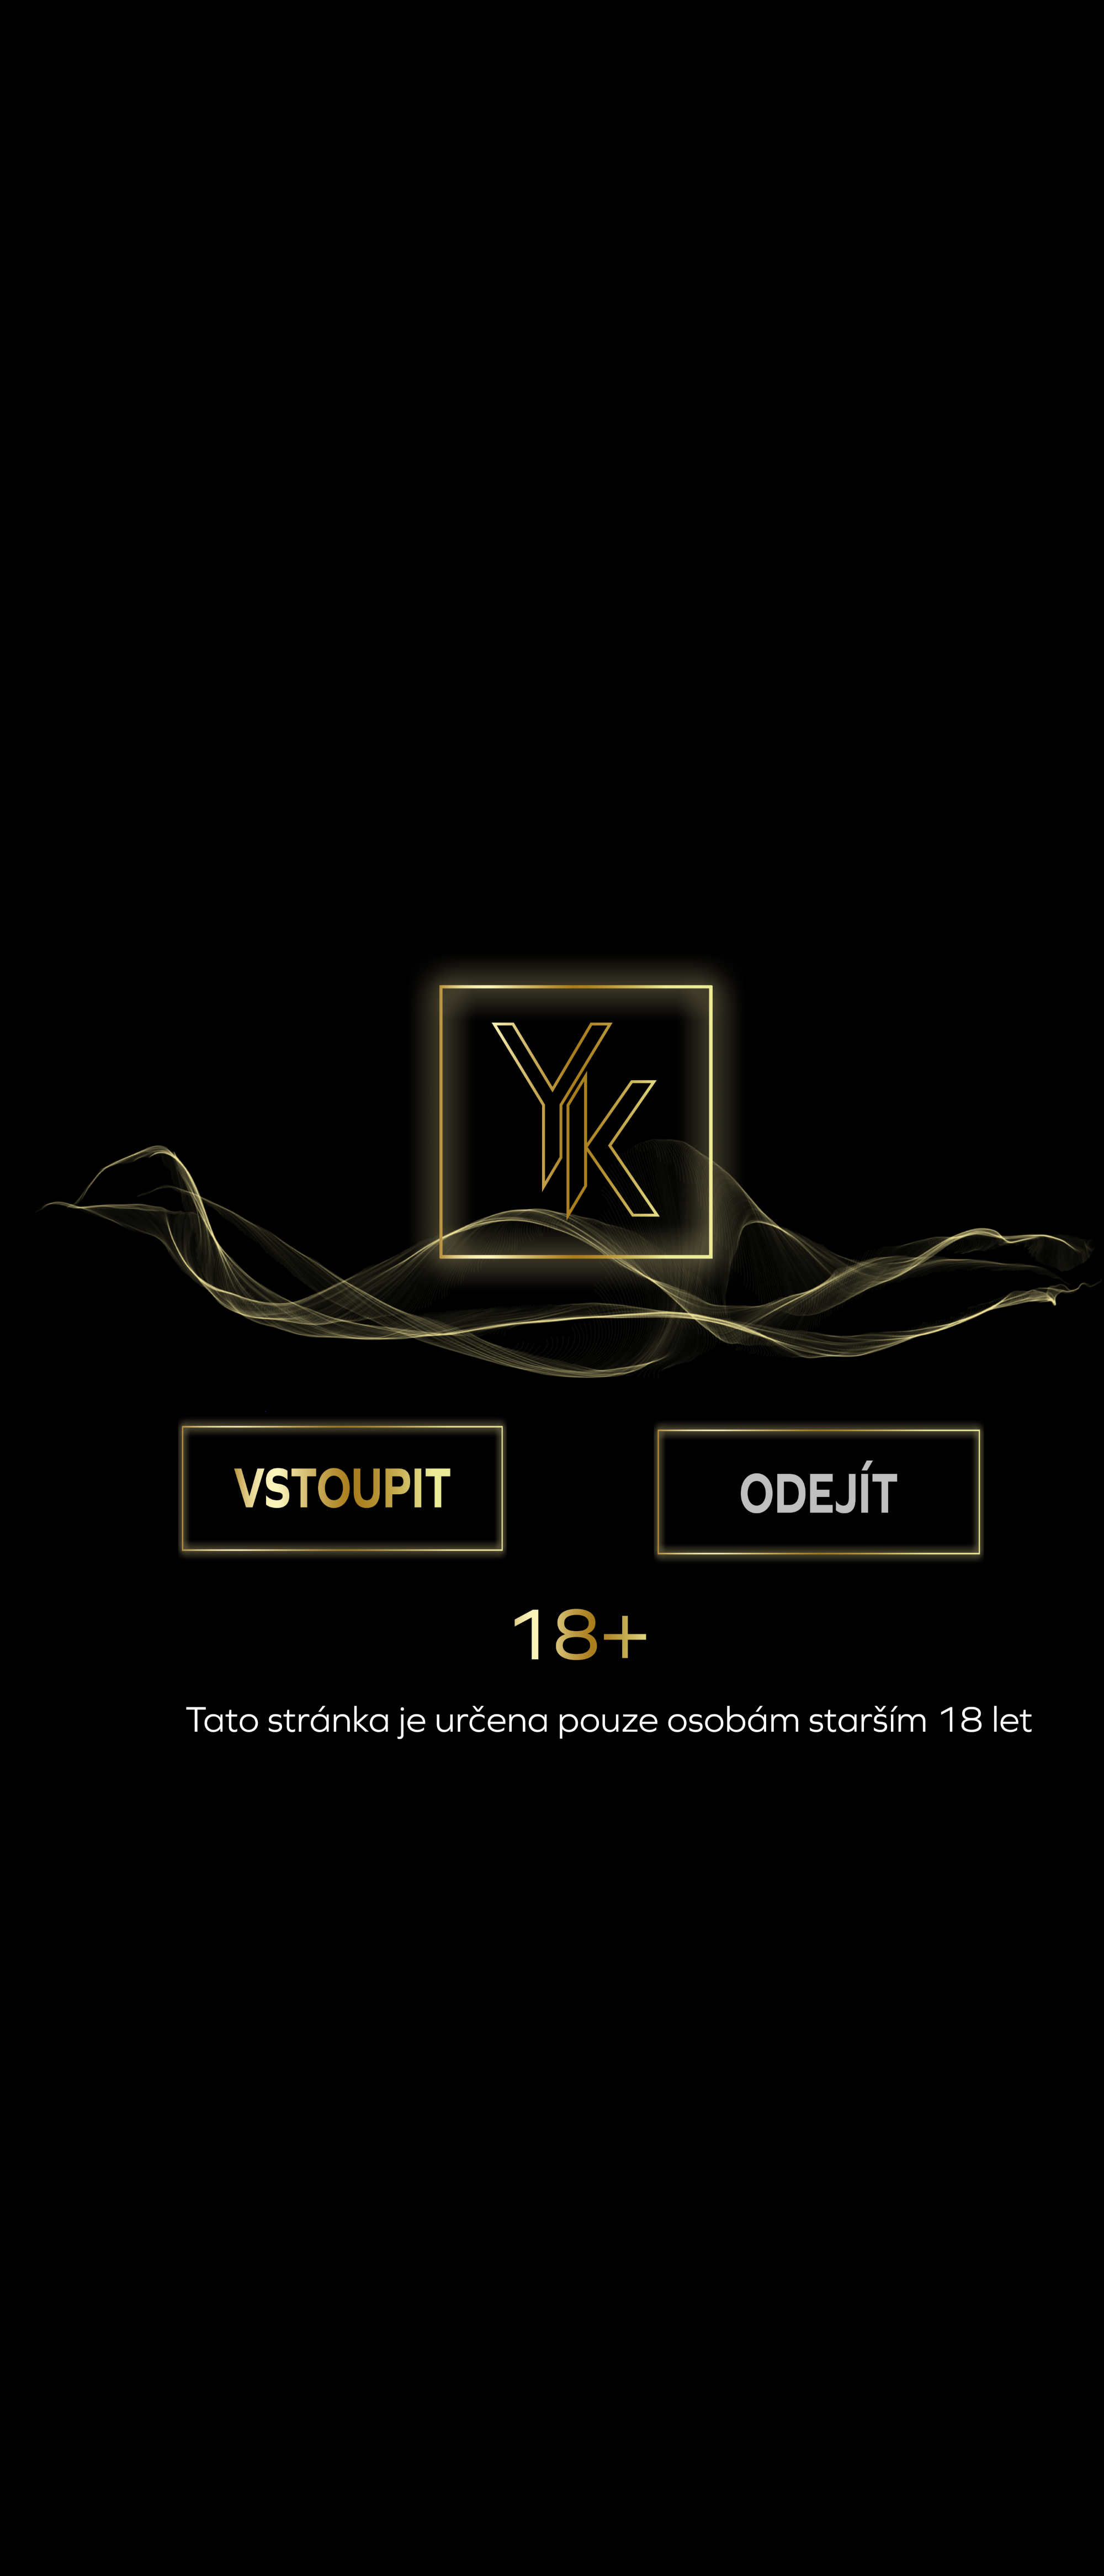 YK
VSTOUPIT
ODEJÍT
18+
Tato stránka je určena pouze osobám starším 18 let